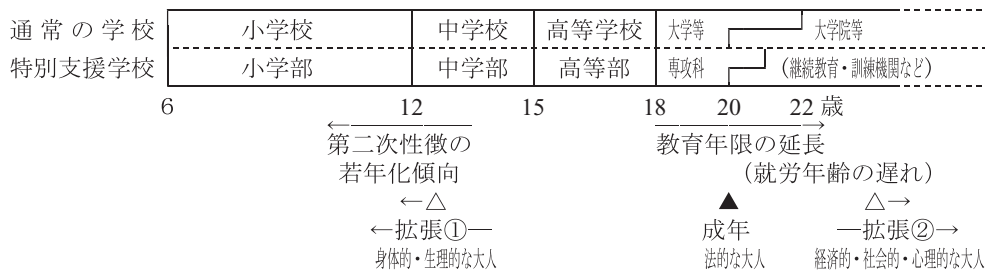 通常の学校 小学校 中学校 高等学校 大学等 大学院等
特別支援学校 小学部 中学部 高等部 専攻科 (継続教育・訓練機関など)
6 12 15 18 20 22 歳
第二次性徴の 教育年限の延長
若年化傾向 (就労年齢の遅れ)
←△ ▲ △→
←拡張①― 成年 ―拡張②→
身体的・生理的な大人 法的な大人 経済的・社会的・心理的な大人